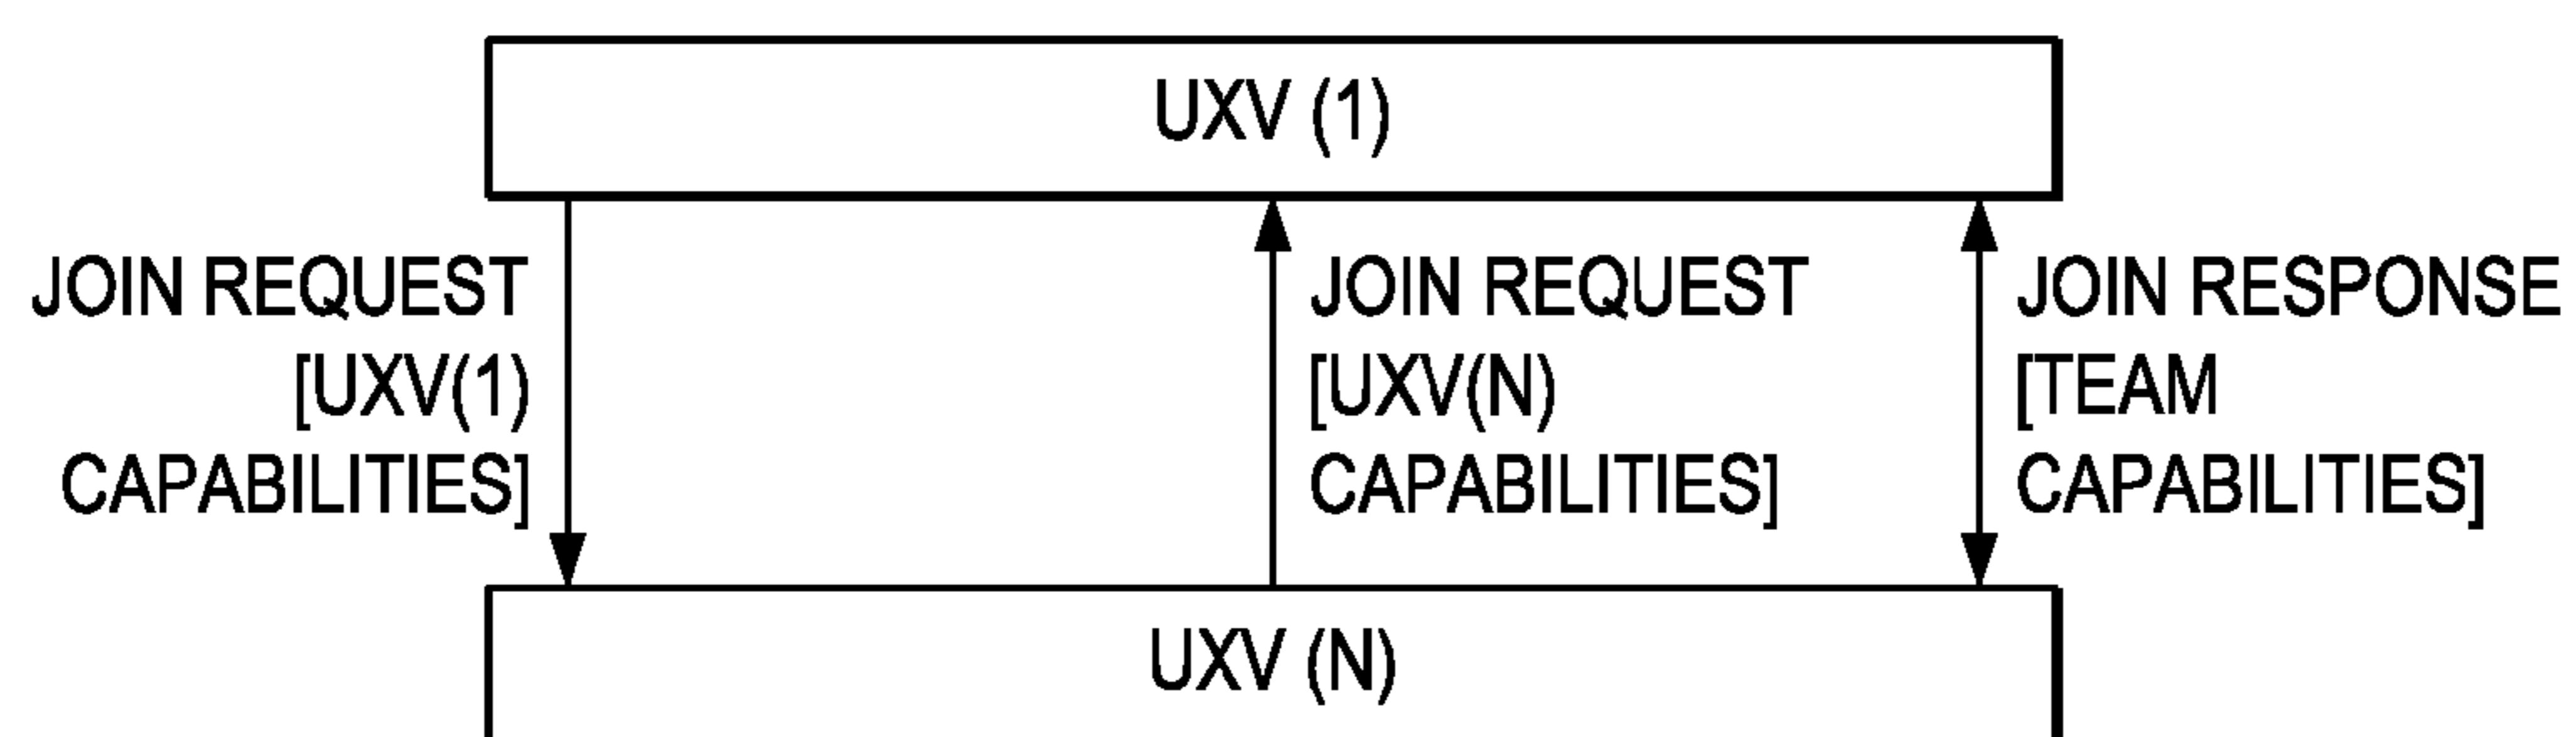 UXV (1)
JOIN REQUEST
[UXV(1)
CAPABILITIES]
JOIN REQUEST
[UXV(N)
CAPABILITIES]
JOIN RESPONSE
[TEAM
CAPABILITIES]
UXV (N)